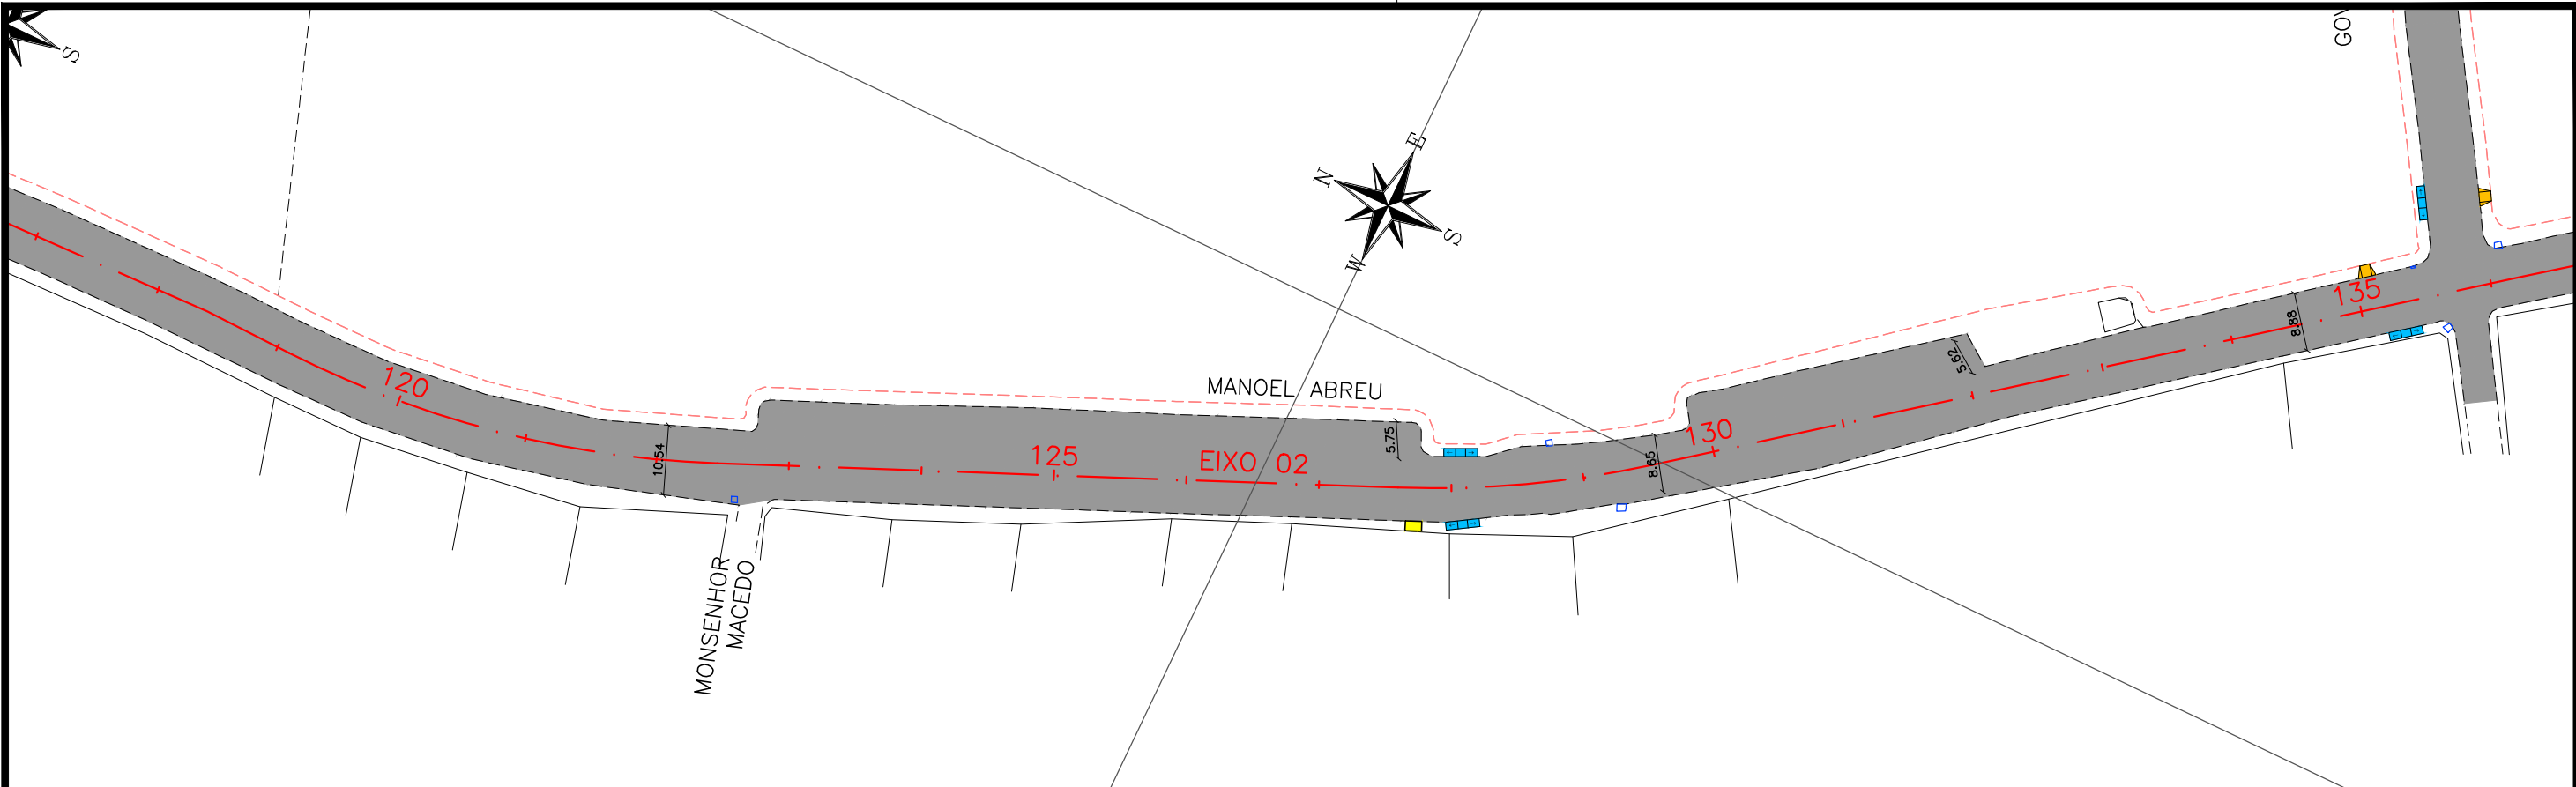 S
GOV
E
N
S
W
135
8.88
5.62
120
MANOEL ABREU
130
5.75
125
EIXO 02
10.54
8.65
MONSENHOR
MACEDO